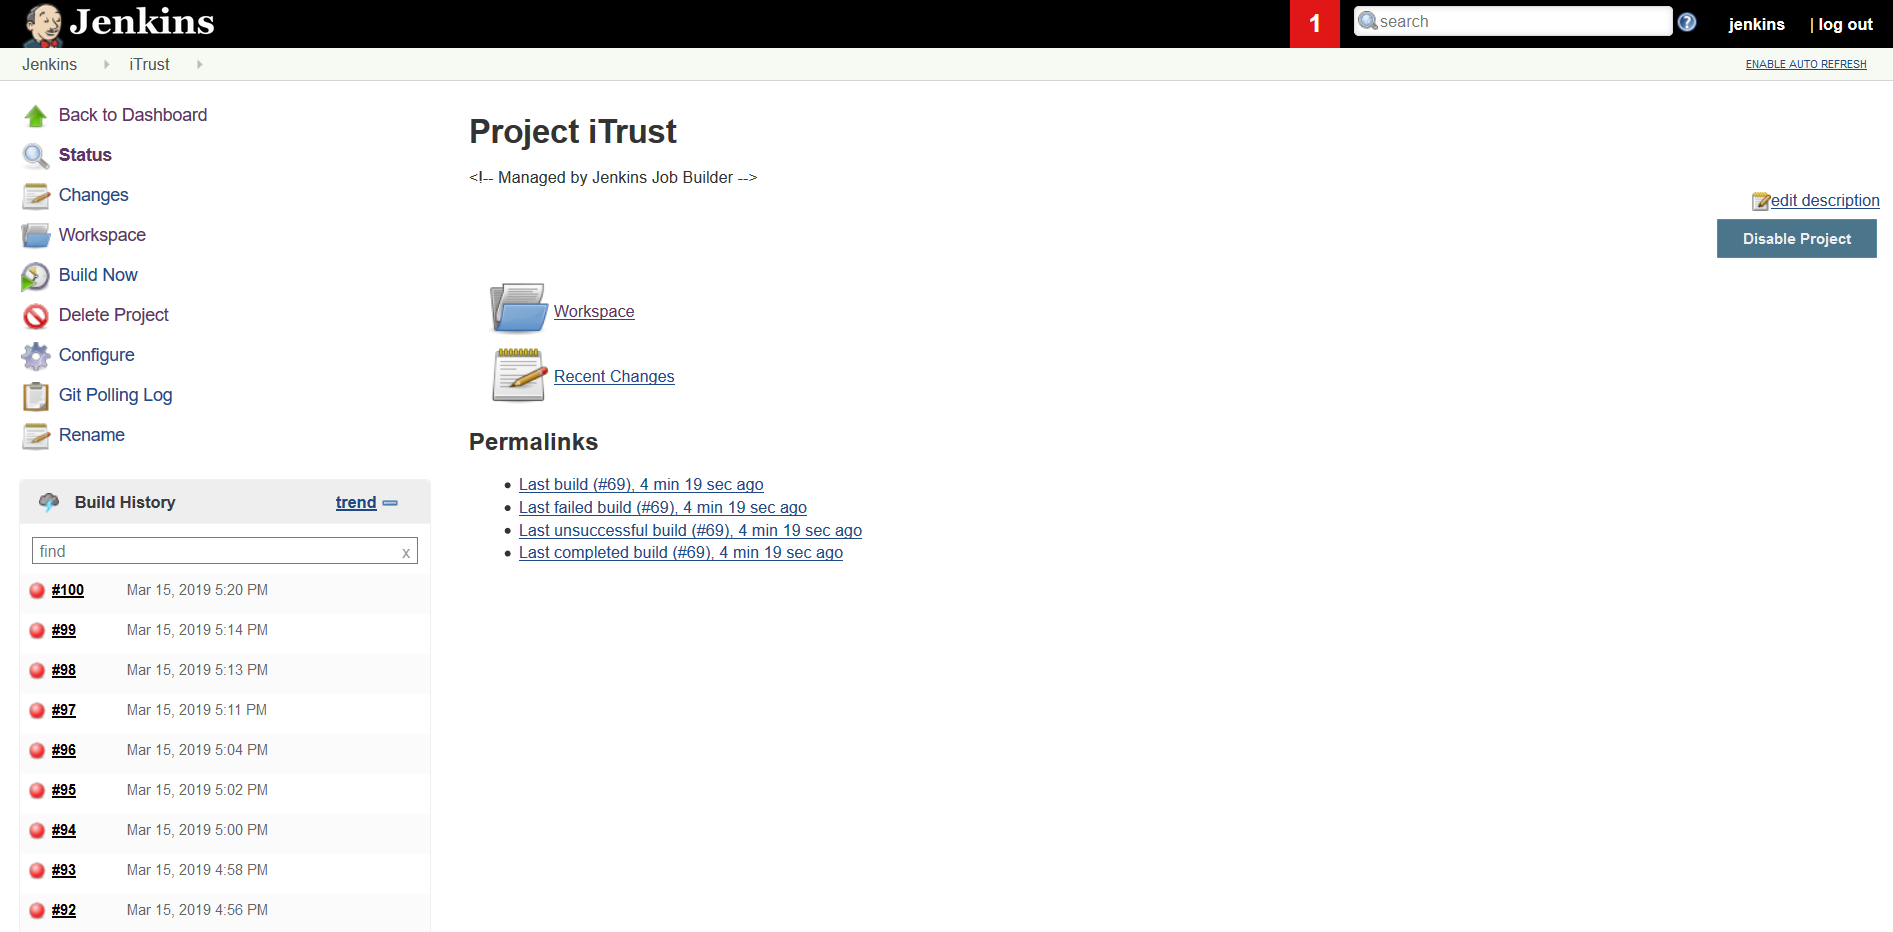 Jenkins
1
search
jenkins
| log out
Jenkins
iTrust
ENABLE AUTO REFRESH
Back to Dashboard
Status
Changes
Workspace
Build Now
Delete Project
Configure
Git Polling Log
Rename
Build History
trend
find
x
#100 Mar 15, 2019 5:20 PM
#99 Mar 15, 2019 5:14 PM
#98 Mar 15, 2019 5:13 PM
#97 Mar 15, 2019 5:11 PM
#96 Mar 15, 2019 5:04 PM
#95 Mar 15, 2019 5:02 PM
#94 Mar 15, 2019 5:00 PM
#93 Mar 15, 2019 4:58 PM
#92 Mar 15, 2019 4:56 PM
Project iTrust
<!-- Managed by Jenkins Job Builder -->
edit description
Disable Project
Workspace
Recent Changes
Permalinks
Last build (#69), 4 min 19 sec ago
Last failed build (#69), 4 min 19 sec ago
Last unsuccessful build (#69), 4 min 19 sec ago
Last completed build (#69), 4 min 19 sec ago